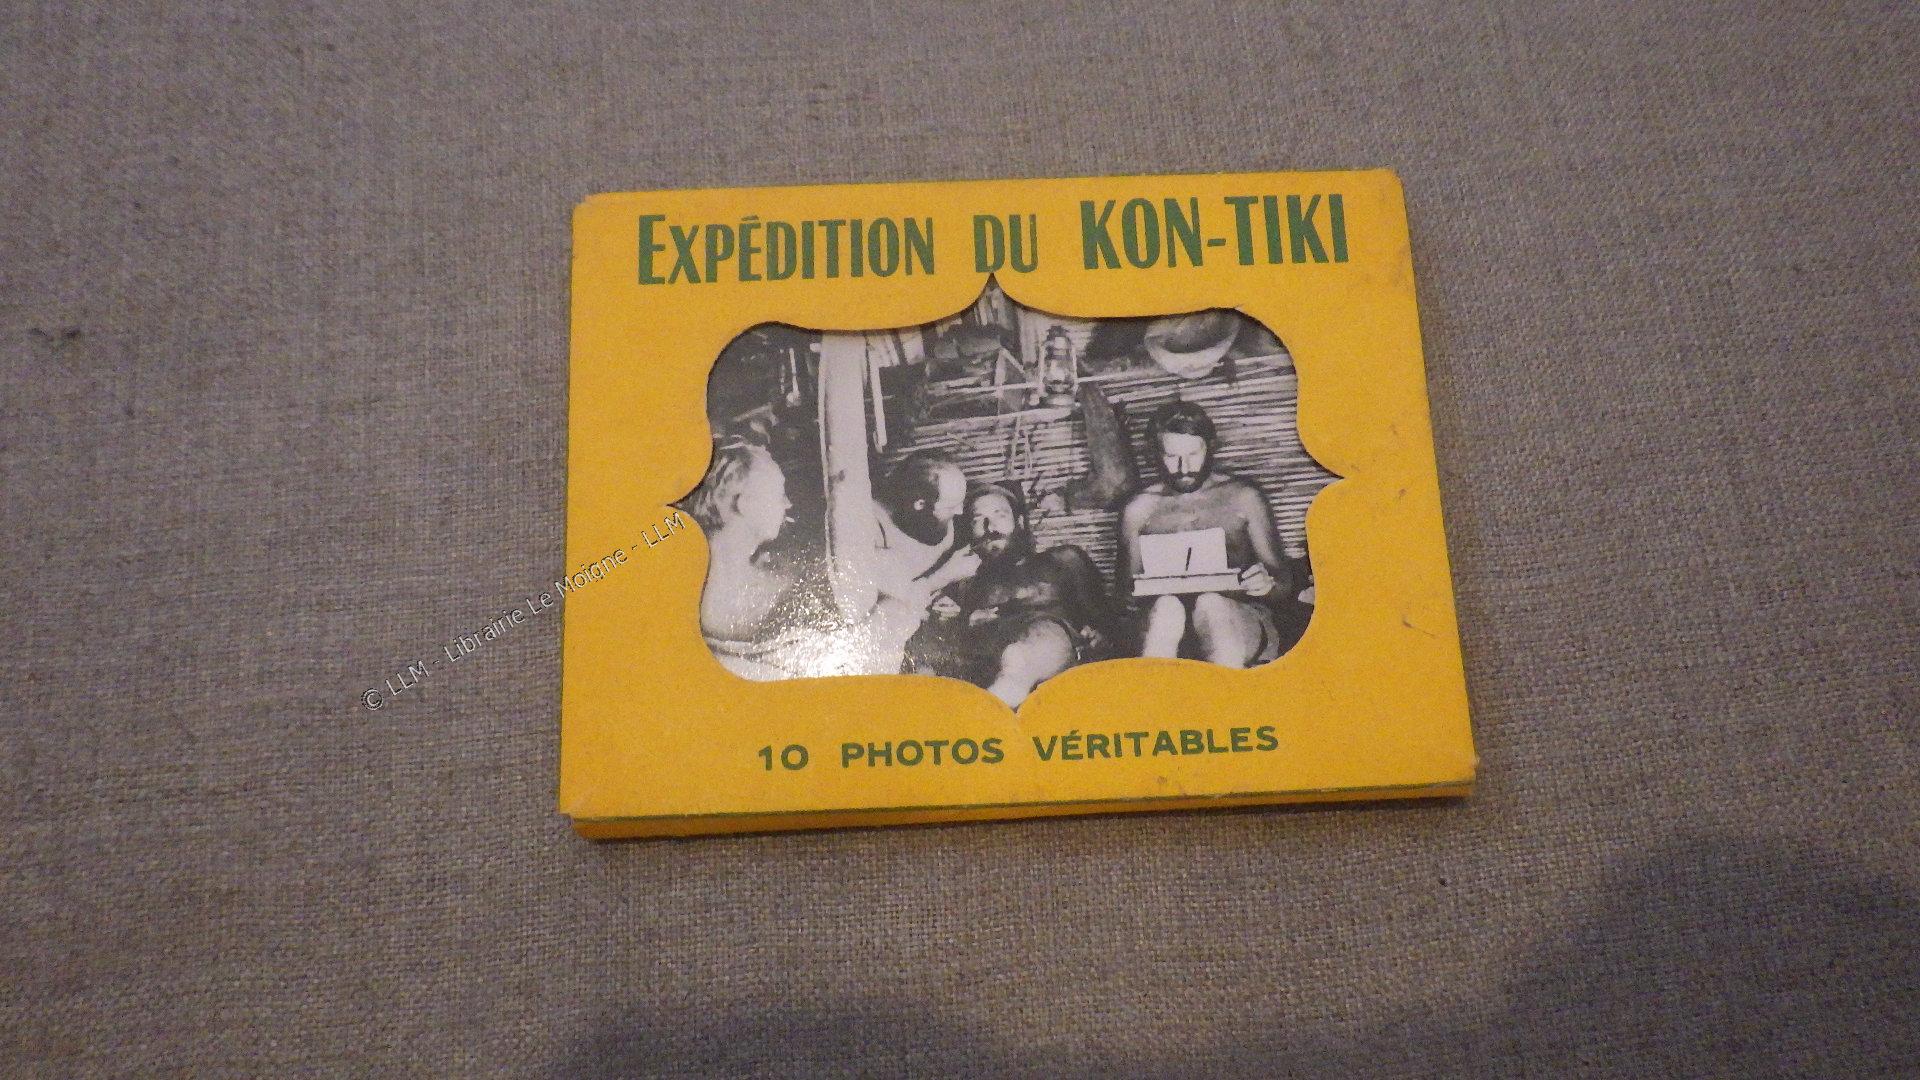 EXPÉDITION DU KON-TIKI
10 PHOTOS VÉRITABLES
© LLM - Librairie Le Moigne - LLM